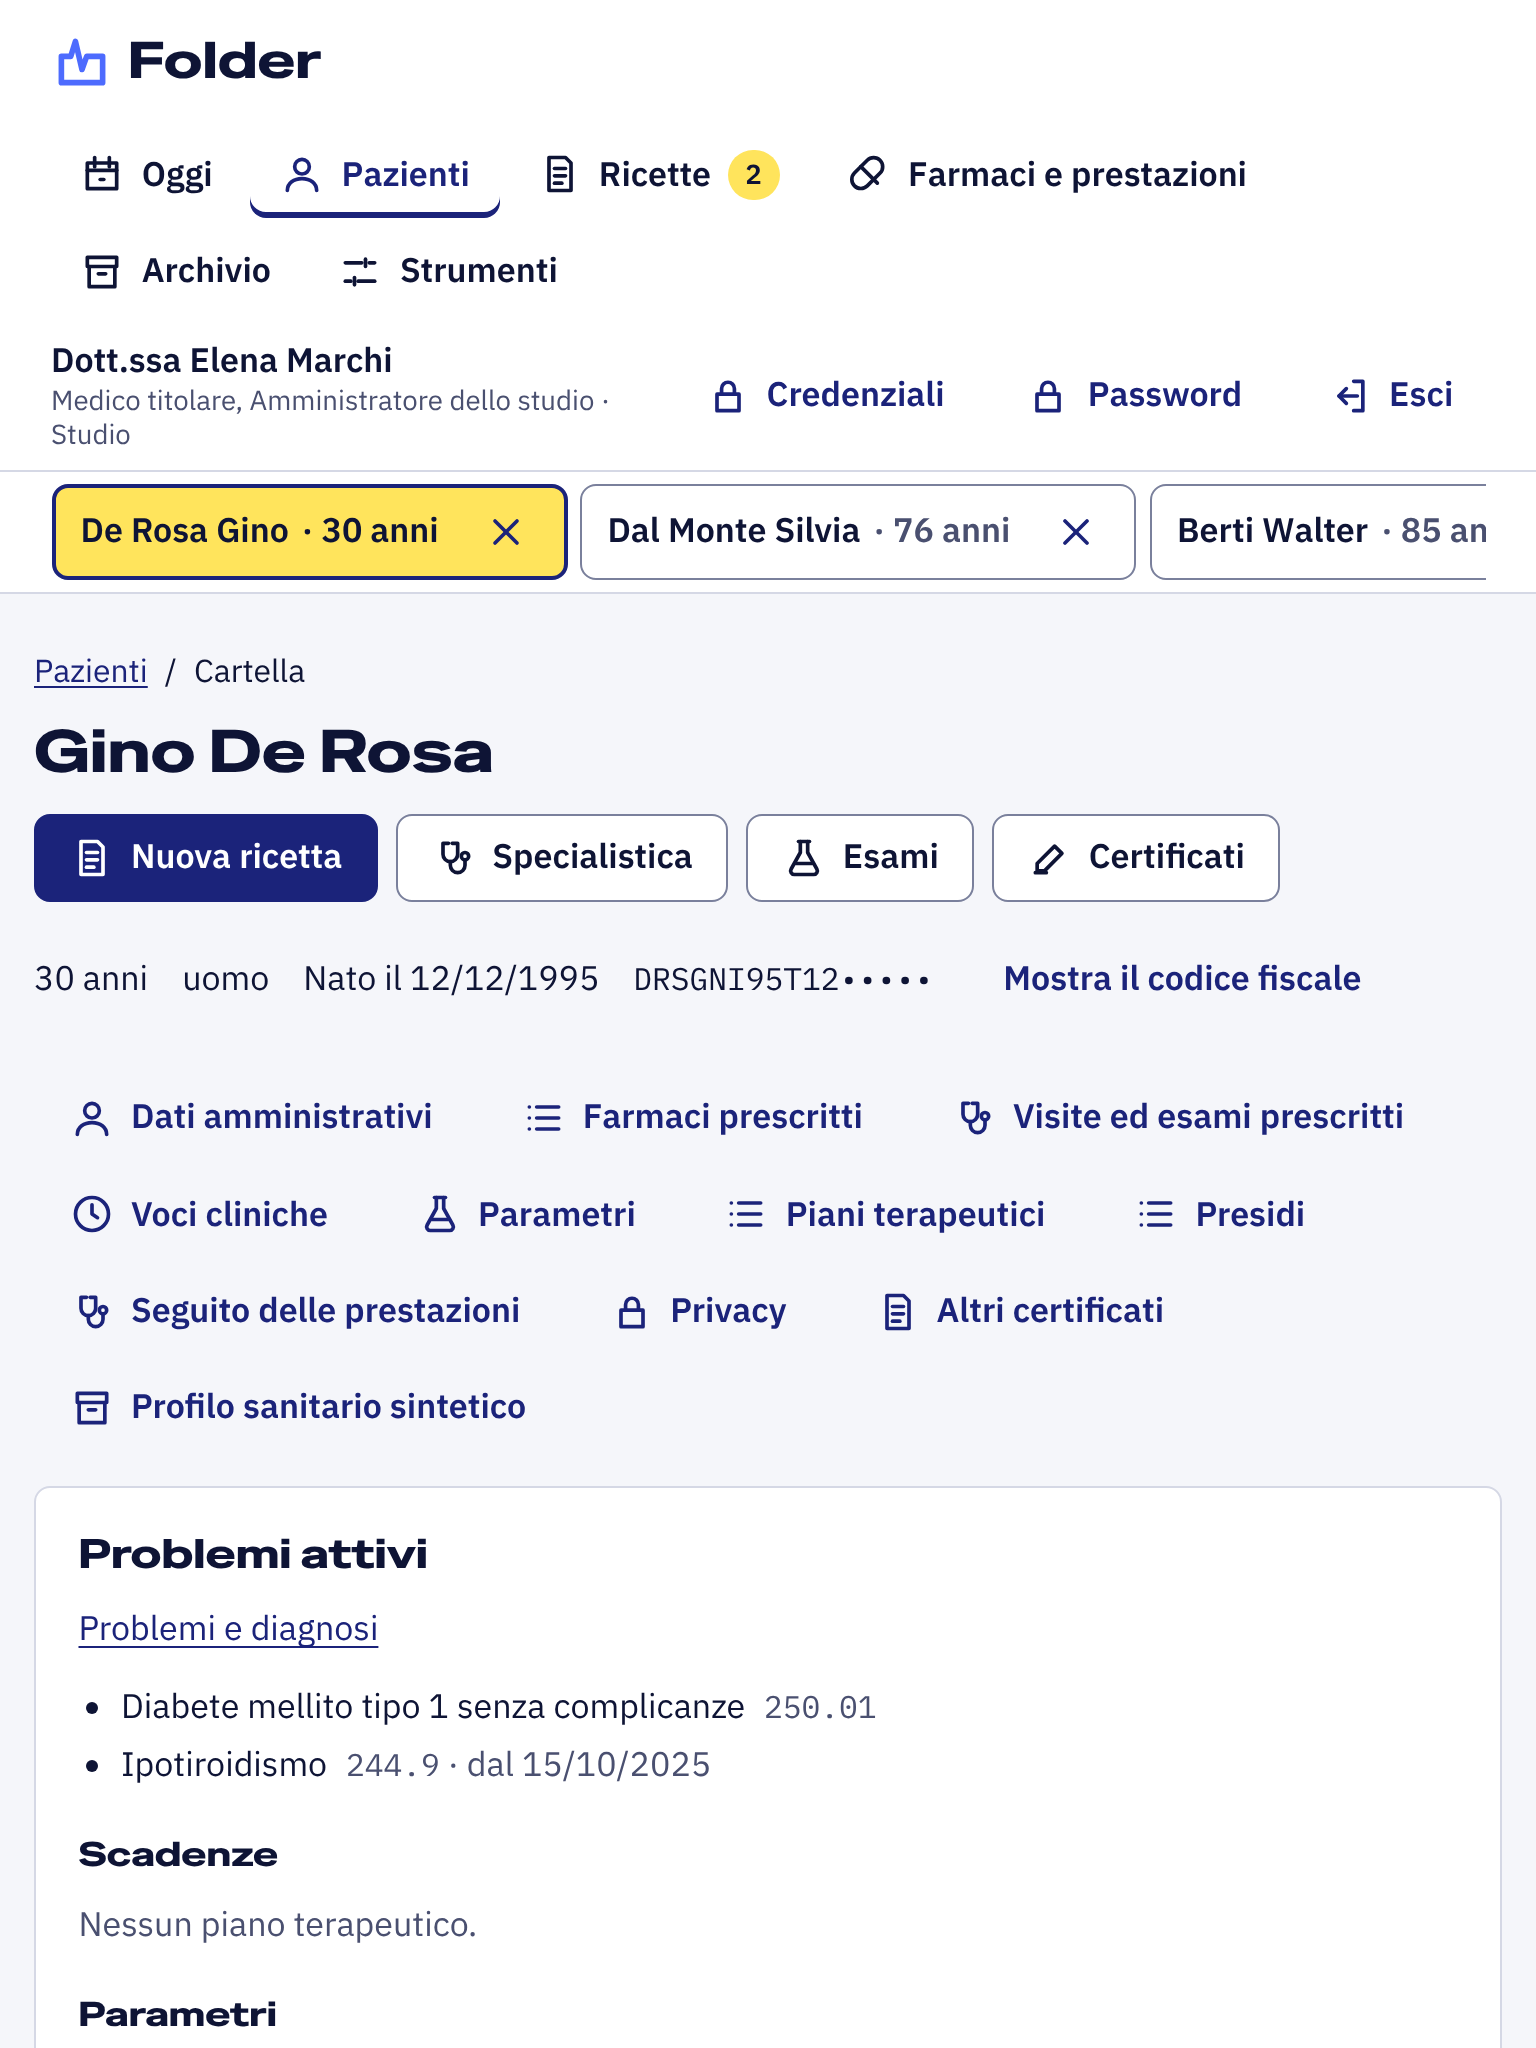 Folder
Oggi Pazienti Ricette 2 Farmaci e prestazioni
Archivio Strumenti
Dott.ssa Elena Marchi
Medico titolare, Amministratore dello studio ·
Studio
Credenziali Password Esci
De Rosa Gino · 30 anni Dal Monte Silvia · 76 anni Berti Walter · 85 an
Pazienti / Cartella
Gino De Rosa
Nuova ricetta Specialistica Esami Certificati
30 anni uomo Nato il 12/12/1995 DRSGNI95T12••••• Mostra il codice fiscale
Dati amministrativi Farmaci prescritti Visite ed esami prescritti
Voci cliniche Parametri Piani terapeutici Presidi
Seguito delle prestazioni Privacy Altri certificati
Profilo sanitario sintetico
Problemi attivi
Problemi e diagnosi
• Diabete mellito tipo 1 senza complicanze 250.01
• Ipotiroidismo 244.9 · dal 15/10/2025
Scadenze
Nessun piano terapeutico.
Parametri